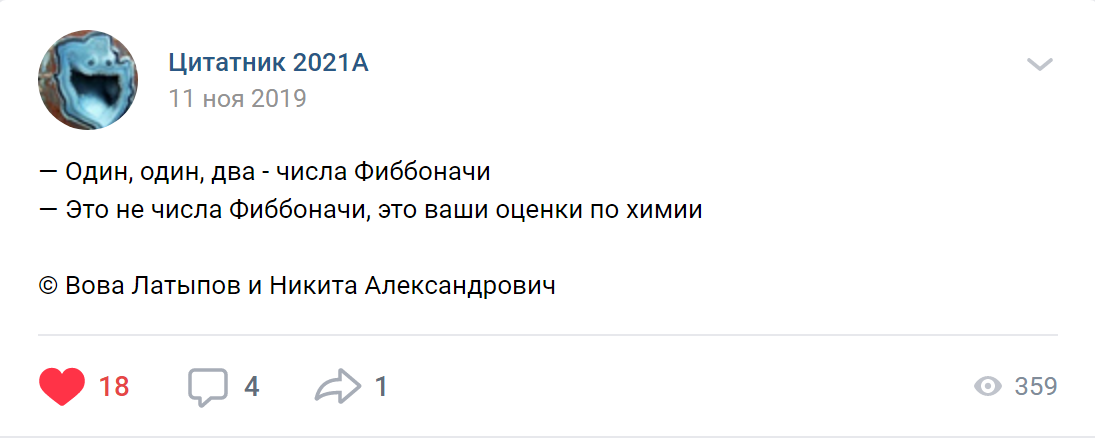 Цитатник 2021А
11 ноя 2019
— Один, один, два - числа Фиббоначи
— Это не числа Фиббоначи, это ваши оценки по химии
© Вова Латыпов и Никита Александрович
18 4 1 359